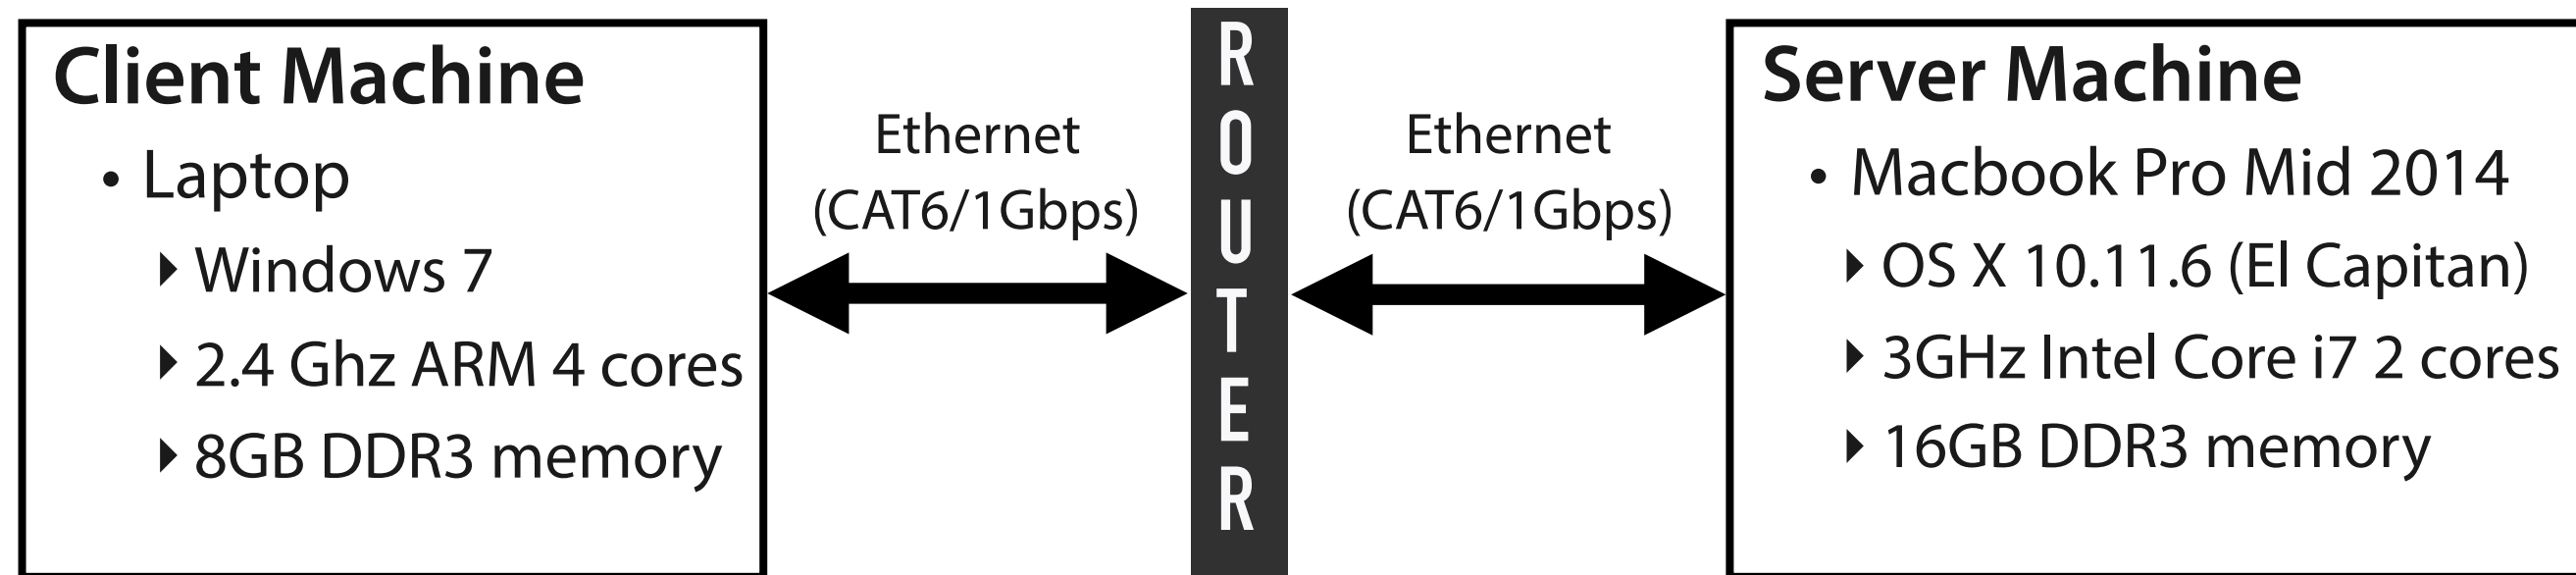 Client Machine
• Laptop
‣ Windows 7
‣ 2.4 Ghz ARM 4 cores
‣ 8GB DDR3 memory
Ethernet
(CAT6/1Gbps)
ROUTER
Ethernet
(CAT6/1Gbps)
Server Machine
• Macbook Pro Mid 2014
‣ OS X 10.11.6 (El Capitan)
‣ 3GHz Intel Core i7 2 cores
‣ 16GB DDR3 memory